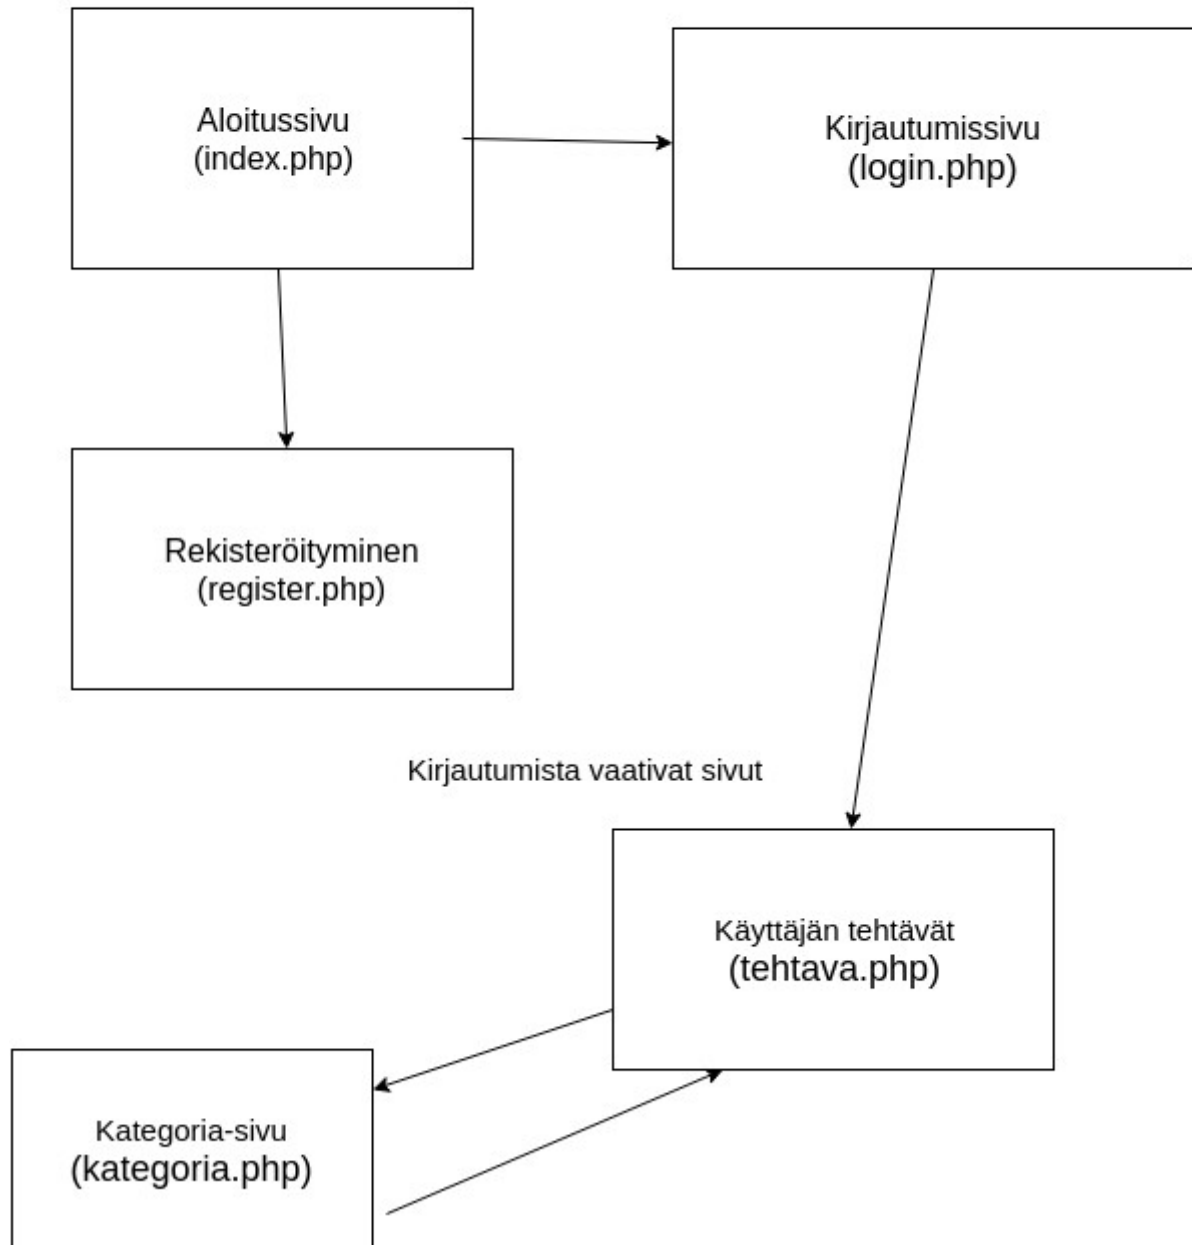 Aloitussivu
(index.php)
Kirjautumissivu
(login.php)
Rekisteröityminen
(register.php)
Kirjautumista vaativat sivut
Käyttäjän tehtävät
(tehtava.php)
Kategoria-sivu
(kategoria.php)